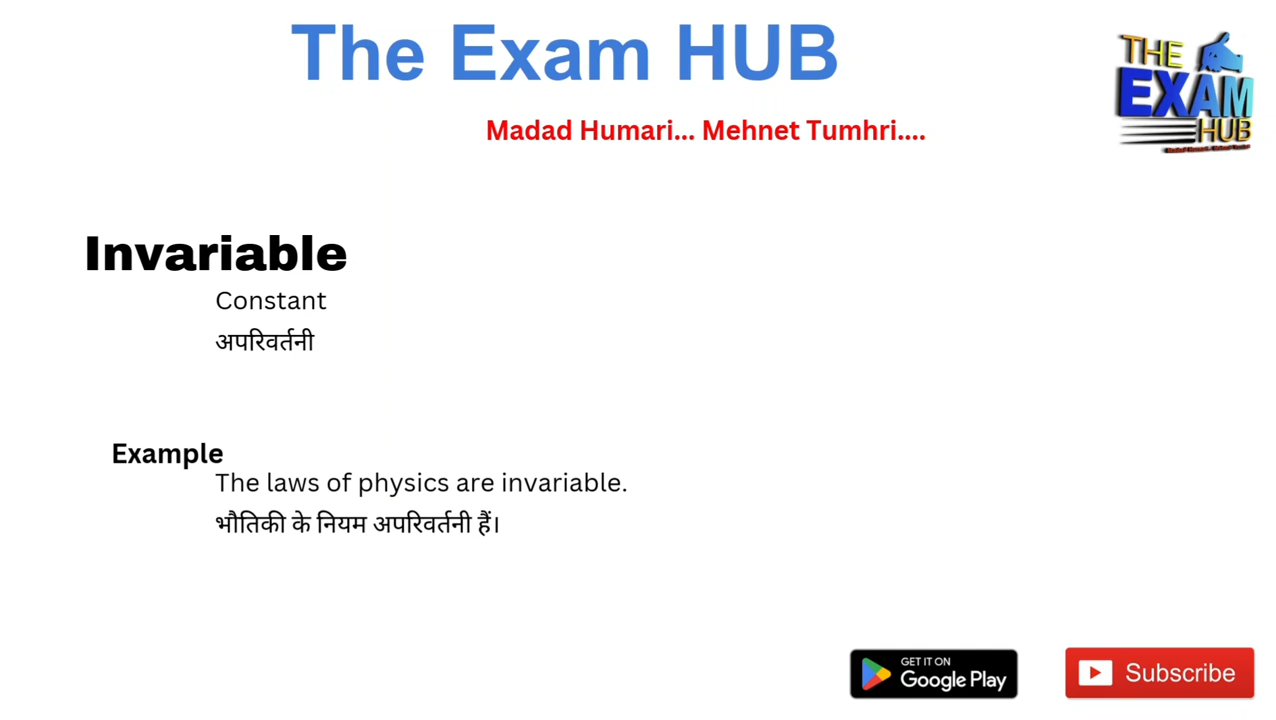 The Exam HUB
Madad Humari... Mehnet Tumhri....
THE
EXAM
HUB
Invariable
Constant
अपरिवर्तनी
Example
The laws of physics are invariable.
भौतिकी के नियम अपरिवर्तनी हैं।
GET IT ON
Google Play
Subscribe